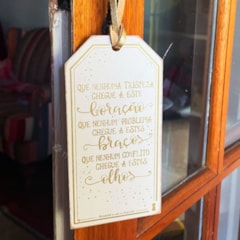 QUE NENHUMA TRISTEZA
CHEGUE A ESTE
Coração
QUE NENHUM PROBLEMA
CHEGUE A ESTES
Braços
QUE NENHUM CONFLITO
CHEGUE A ESTES
olhos